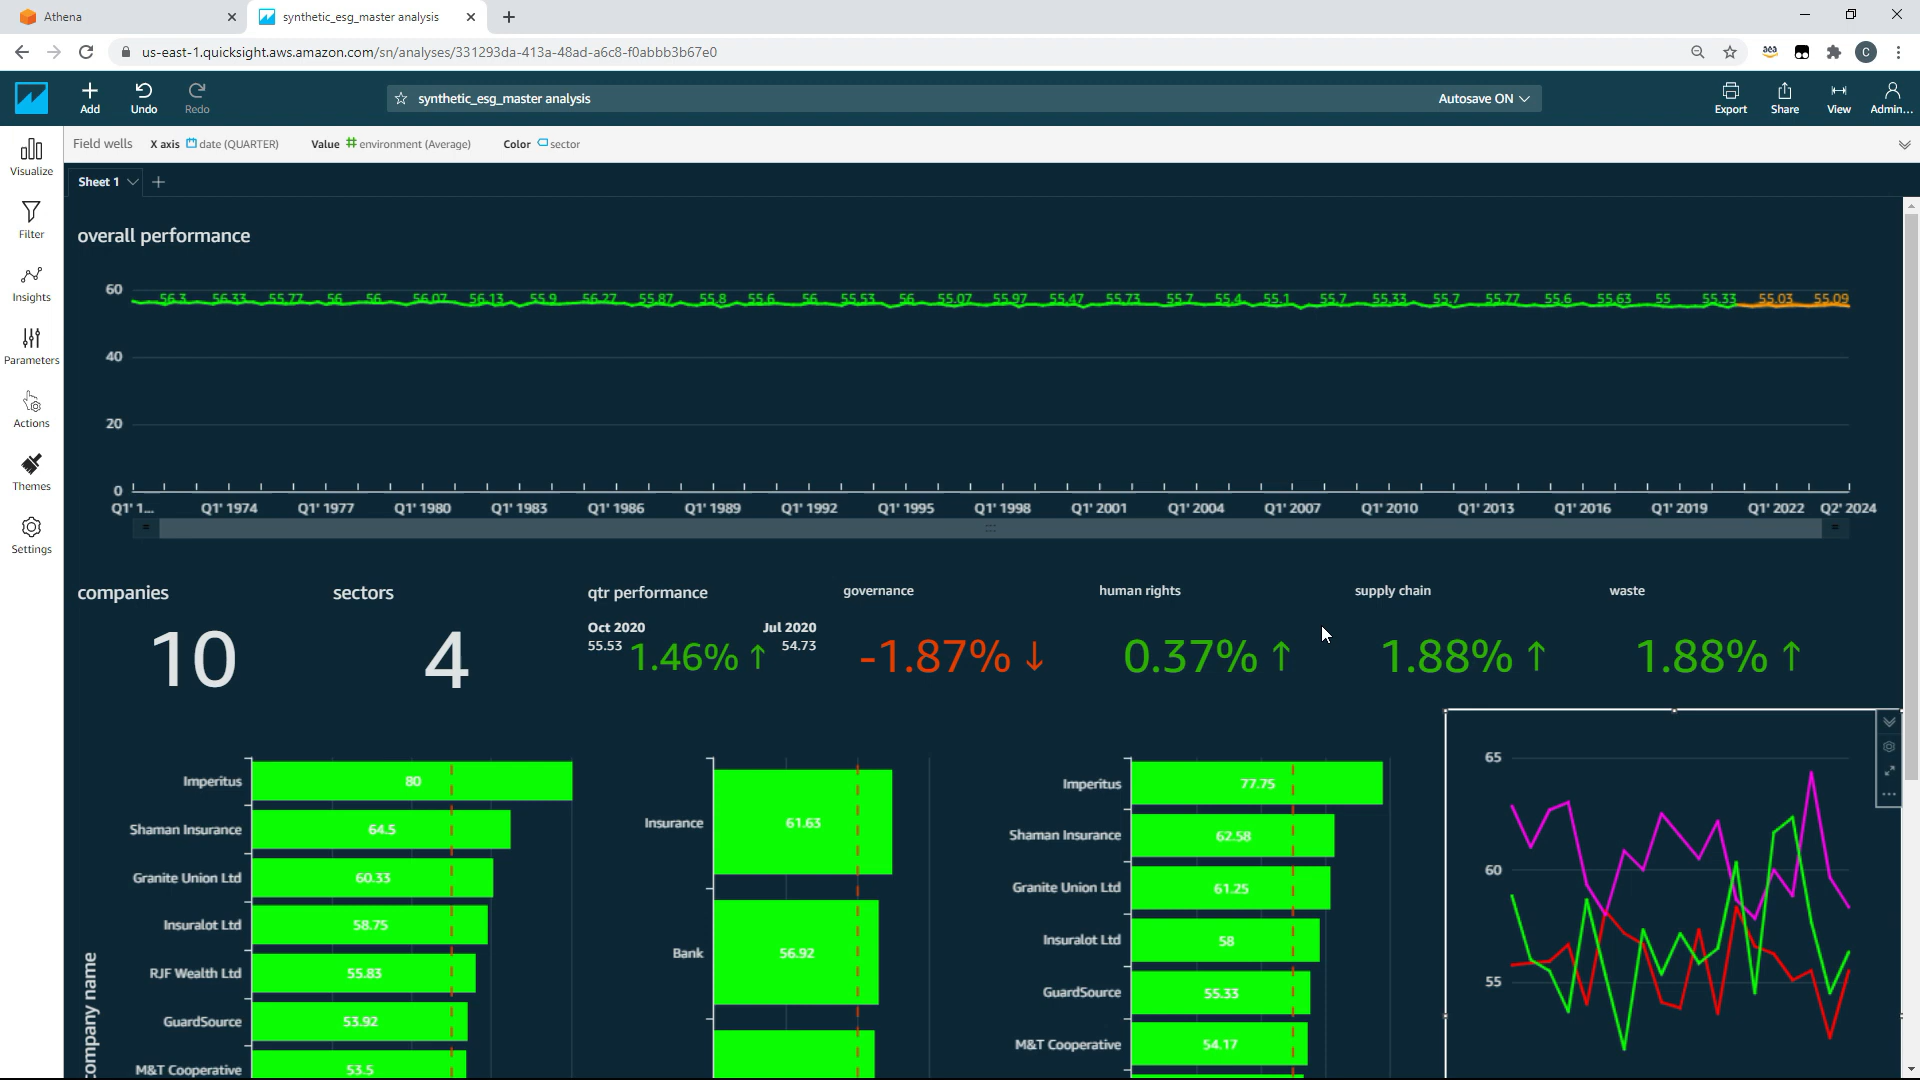 Athena
synthetic_esg_master analysis
us-east-1.quicksight.aws.amazon.com/sn/analyses/331293da-413a-48ad-a6c8-f0abbb3b67e0
C
Add
Undo
Redo
synthetic_esg_master analysis
Autosave ON
Export
Share
View
Admin...
Field wells X axis date (QUARTER) Value environment (Average) Color sector
Visualize
Filter
Insights
Parameters
Actions
Themes
Settings
Sheet 1
overall performance
60
40
20
0
56.3 56.33 55.77 56 56 56.07 56.13 55.9 56.27 55.87 55.8 55.6 56 55.53 56 55.07 55.97 55.47 55.73 55.7 55.4 55.1 55.7 55.33 55.7 55.77 55.6 55.63 55 55.33 55.03 55.09
Q1' 1... Q1' 1974 Q1' 1977 Q1' 1980 Q1' 1983 Q1' 1986 Q1' 1989 Q1' 1992 Q1' 1995 Q1' 1998 Q1' 2001 Q1' 2004 Q1' 2007 Q1' 2010 Q1' 2013 Q1' 2016 Q1' 2019 Q1' 2022 Q2' 2024
companies
10
sectors
4
qtr performance
Oct 2020
55.53
1.46%
Jul 2020
54.73
governance
-1.87%
human rights
0.37%
supply chain
1.88%
waste
1.88%
company name
Imperitus 80
Shaman Insurance 64.5
Granite Union Ltd 60.33
Insuralot Ltd 58.75
RJF Wealth Ltd 55.83
GuardSource 53.92
M&T Cooperative 53.5
Insurance 61.63
Bank 56.92
Imperitus 77.75
Shaman Insurance 62.58
Granite Union Ltd 61.25
Insuralot Ltd 58
GuardSource 55.33
M&T Cooperative 54.17
65
60
55